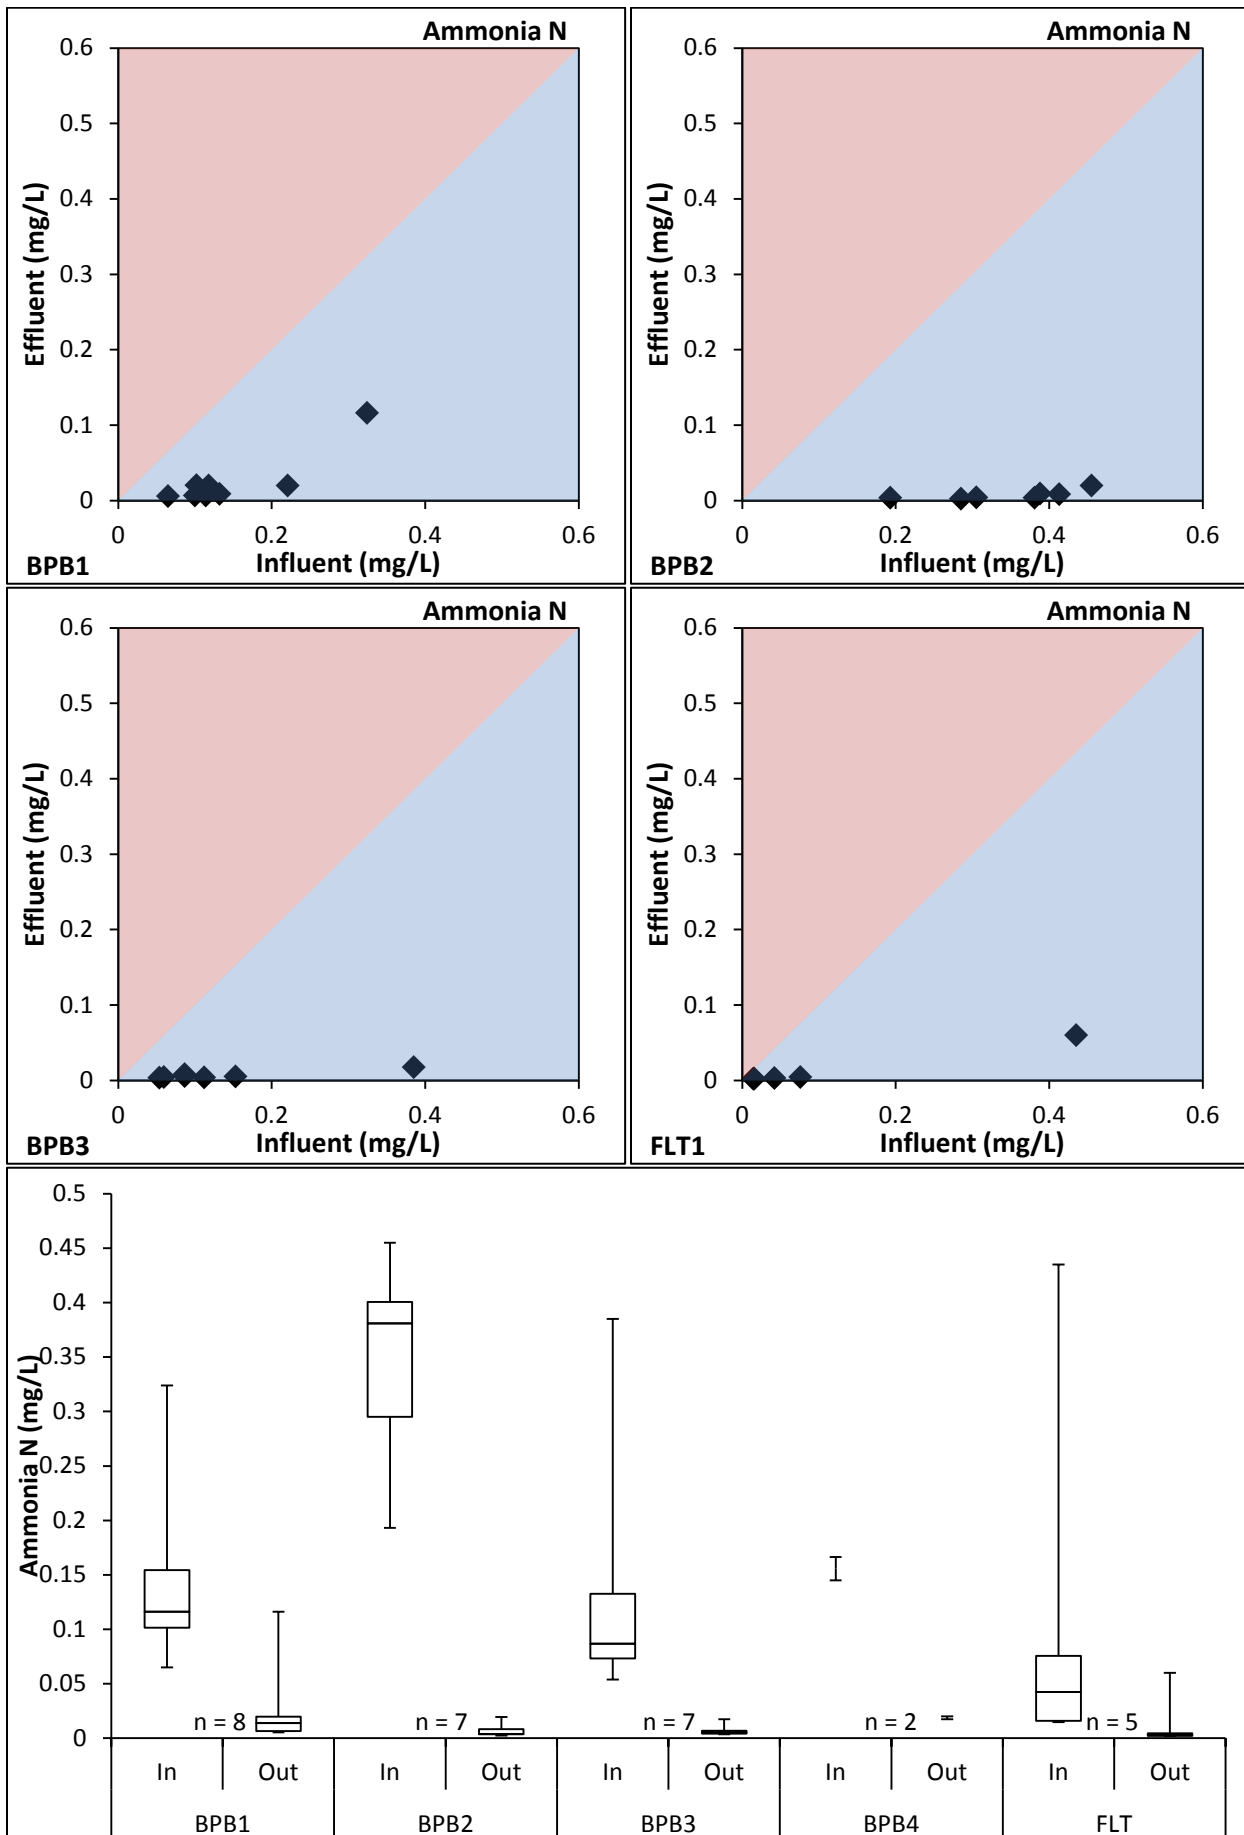 Ammonia N
0.6
0.5
0.4
0.3
0.2
0.1
0
Effluent (mg/L)
0 0.2 0.4 0.6
Influent (mg/L)
BPB1
Ammonia N
0.6
0.5
0.4
0.3
0.2
0.1
0
Effluent (mg/L)
0 0.2 0.4 0.6
Influent (mg/L)
BPB2
Ammonia N
0.6
0.5
0.4
0.3
0.2
0.1
0
Effluent (mg/L)
0 0.2 0.4 0.6
Influent (mg/L)
BPB3
Ammonia N
0.6
0.5
0.4
0.3
0.2
0.1
0
Effluent (mg/L)
0 0.2 0.4 0.6
Influent (mg/L)
FLT1
0.5
0.45
0.4
0.35
0.3
0.25
0.2
0.15
0.1
0.05
0
Ammonia N (mg/L)
n = 8 n = 7 n = 7 n = 2 n = 5
In Out In Out In Out In Out In Out
BPB1 BPB2 BPB3 BPB4 FLT